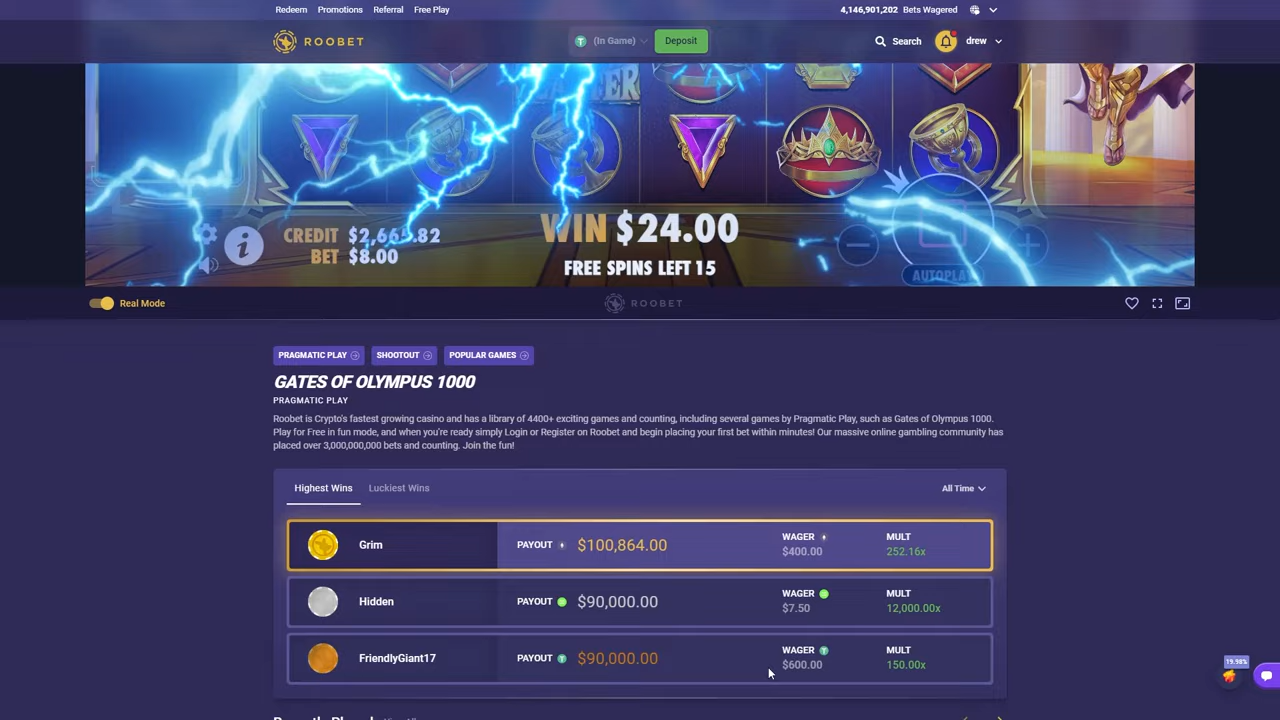 Redeem Promotions Referral Free Play 4,146,901,202 Bets Wagered
ROOBET (In Game) Deposit Search drew
WIN $24.00
CREDIT $2,665.82
BET $8.00
FREE SPINS LEFT 15
AUTOPLAY
Real Mode ROOBET
PRAGMATIC PLAY SHOOTOUT POPULAR GAMES
GATES OF OLYMPUS 1000
PRAGMATIC PLAY
Roobet is Crypto's fastest growing casino and has a library of 4400+ exciting games and counting, including several games by Pragmatic Play, such as Gates of Olympus 1000.
Play for Free in fun mode, and when you're ready simply Login or Register on Roobet and begin placing your first bet within minutes! Our massive online gambling community has
placed over 3,000,000,000 bets and counting. Join the fun!
Highest Wins Luckiest Wins All Time
Grim PAYOUT $100,864.00 WAGER $400.00 MULT 252.16x
Hidden PAYOUT $90,000.00 WAGER $7.50 MULT 12,000.00x
FriendlyGiant17 PAYOUT $90,000.00 WAGER $600.00 MULT 150.00x
19.98%